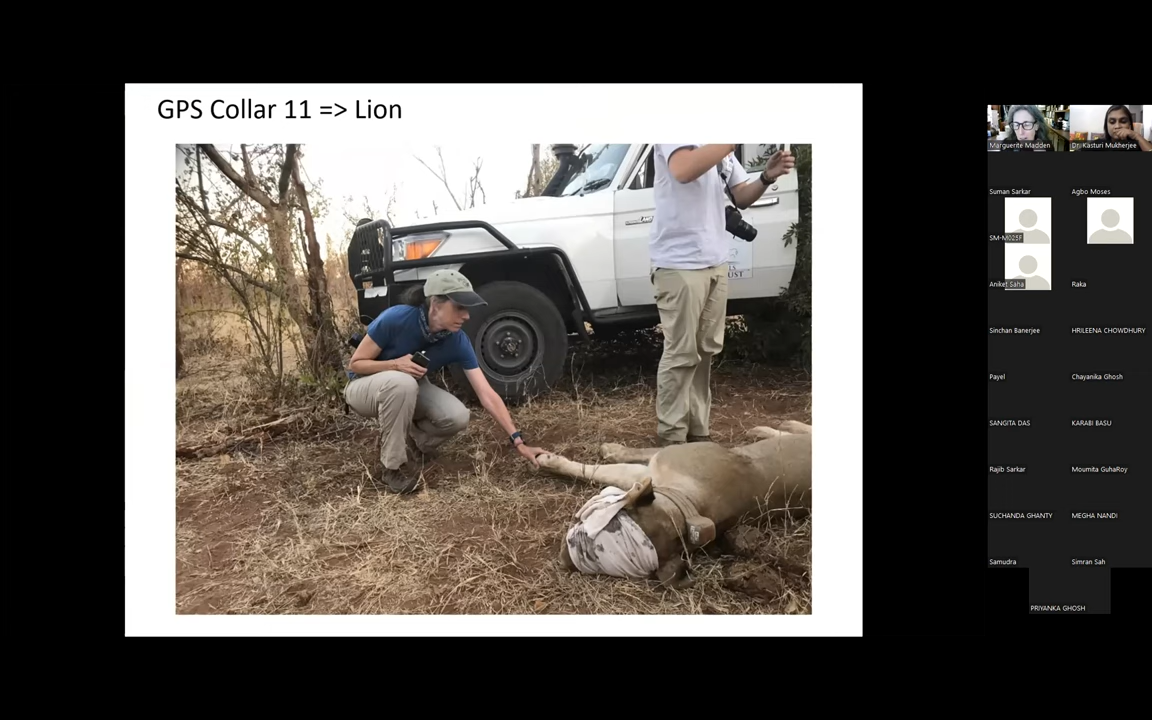 GPS Collar 11 => Lion
Marguerite Madden
Dr. Kasturi Mukherjee
Suman Sarkar
Agbo Moses
SM-M025F
Aniket Saha
Raka
Sinchan Banerjee
HRILEENA CHOWDHURY
Payel
Chayanika Ghosh
SANGITA DAS
KARABI BASU
Rajib Sarkar
Moumita GuhaRoy
SUCHANDA GHANTY
MEGHA NANDI
Samudra
Simran Sah
PRIYANKA GHOSH